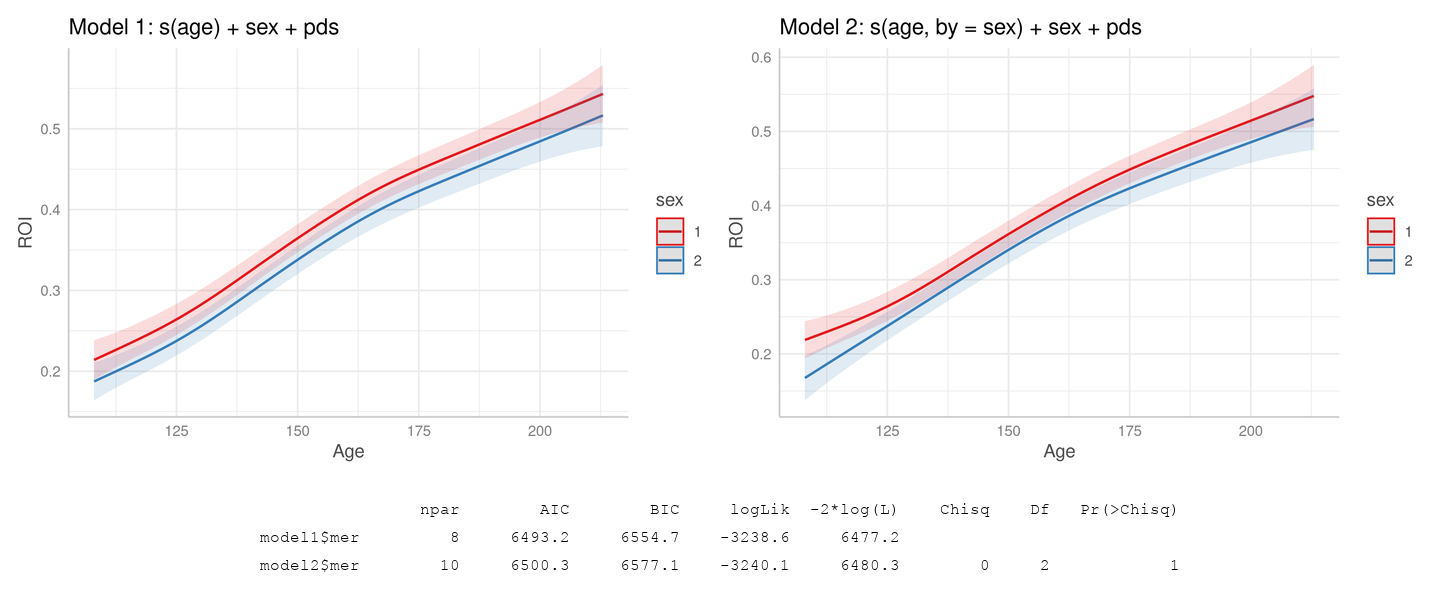 Model 1: s(age) + sex + pds
ROI
0.5
0.4
0.3
0.2
125 150 175 200
Age
sex
1
2
Model 2: s(age, by = sex) + sex + pds
ROI
0.6
0.5
0.4
0.3
0.2
125 150 175 200
Age
sex
1
2
npar AIC BIC logLik -2*log(L) Chisq Df Pr(>Chisq)
model1$mer 8 6493.2 6554.7 -3238.6 6477.2
model2$mer 10 6500.3 6577.1 -3240.1 6480.3 0 2 1